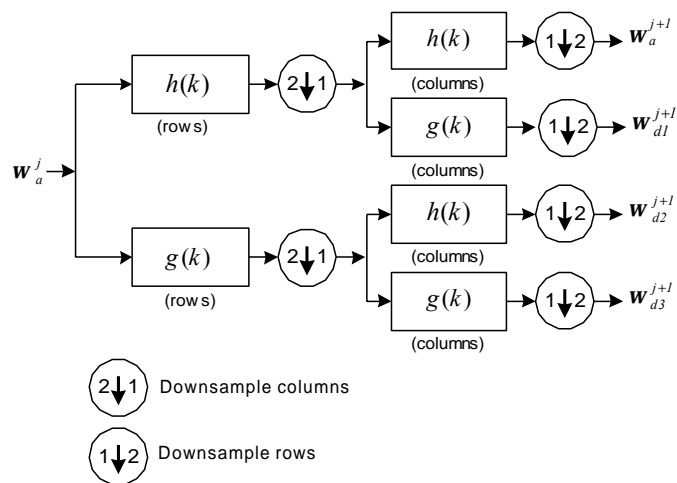 h(k) 1↓2 w_a^{j+1}
h(k) 2↓1 (columns)
(rows) g(k) 1↓2 w_{d1}^{j+1}
w_a^j (columns)
h(k) 1↓2 w_{d2}^{j+1}
g(k) 2↓1 (columns)
(rows) g(k) 1↓2 w_{d3}^{j+1}
(columns)
2↓1 Downsample columns
1↓2 Downsample rows